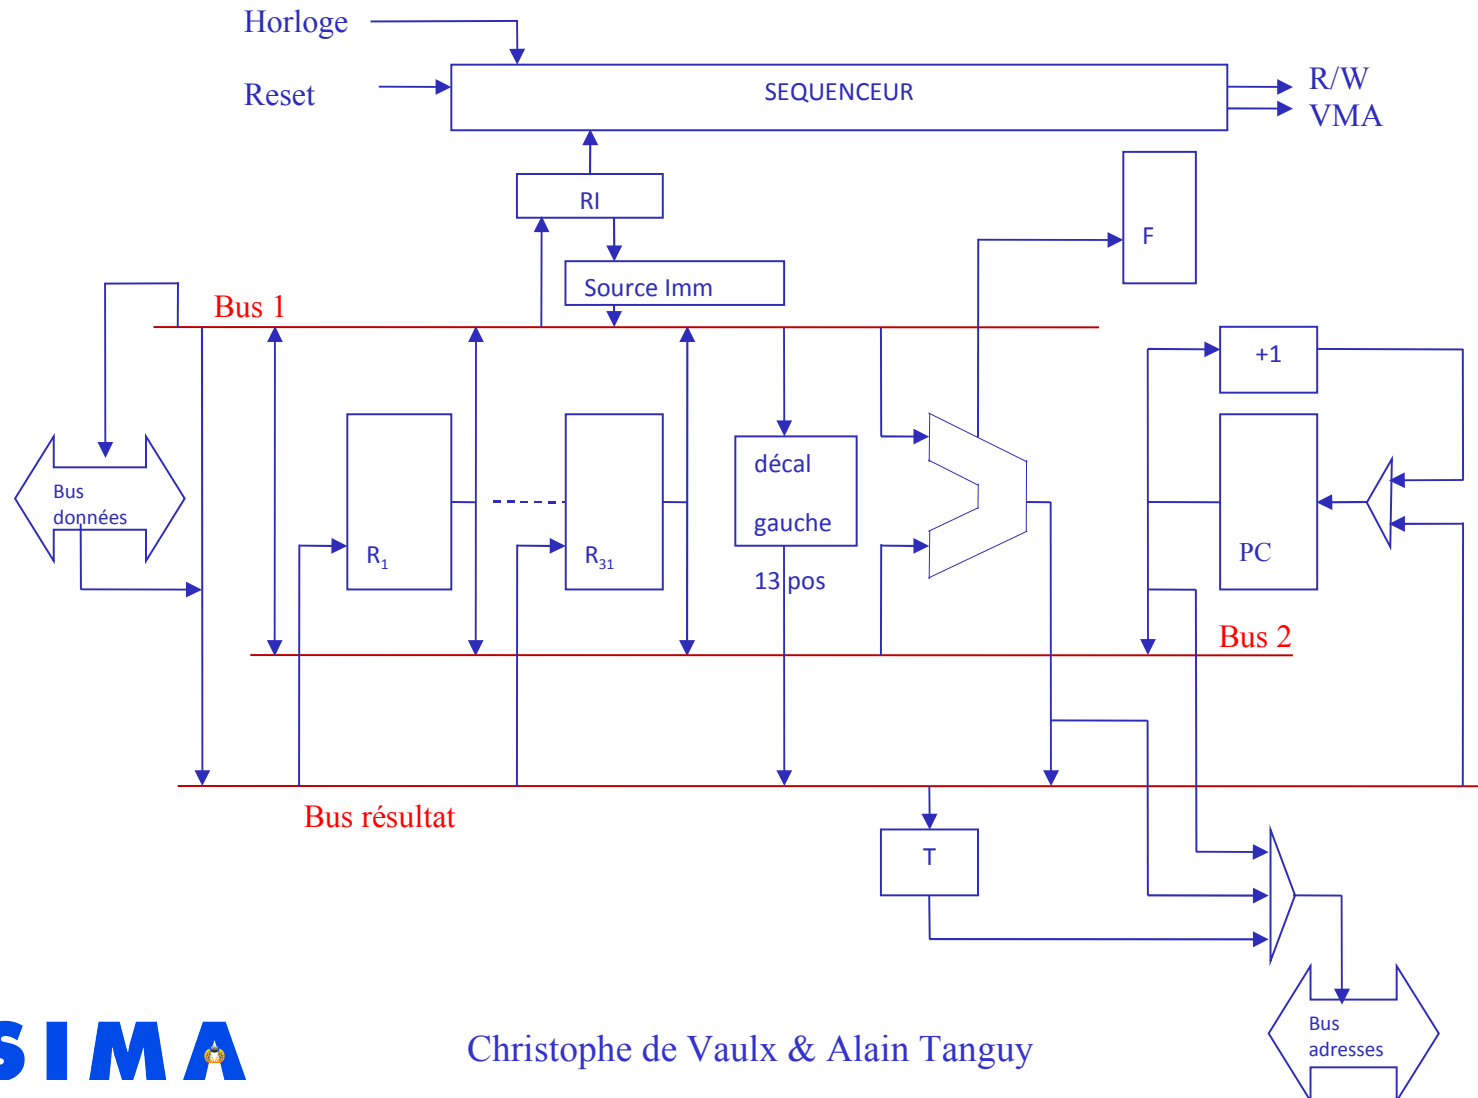 Horloge
Reset
SEQUENCEUR
R/W
VMA
RI
F
Source Imm
Bus 1
+1
Bus
données
R1
R31
décal
gauche
13 pos
PC
Bus 2
Bus résultat
T
Bus
adresses
SIMA
Christophe de Vaulx & Alain Tanguy